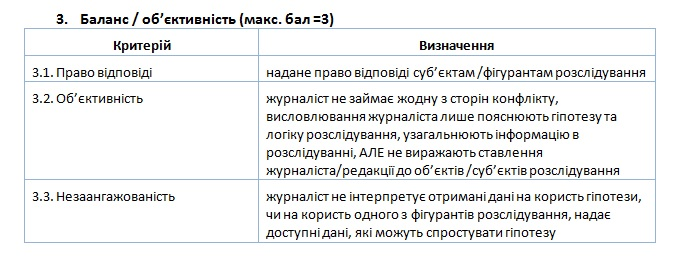 3. Баланс / об’єктивність (макс. бал =3)
Критерій Визначення
3.1. Право відповіді надане право відповіді суб’єктам /фігурантам розслідування
3.2. Об’єктивність журналіст не займає жодну з сторін конфлікту,
висловлювання журналіста лише пояснюють гіпотезу та
логіку розслідування, узагальнюють інформацію в
розслідуванні, АЛЕ не виражають ставлення
журналіста/редакції до об’єктів /суб’єктів розслідування
3.3. Незаангажованість журналіст не інтерпретує отримані дані на користь гіпотези,
чи на користь одного з фігурантів розслідування, надає
доступні дані, які можуть спростувати гіпотезу